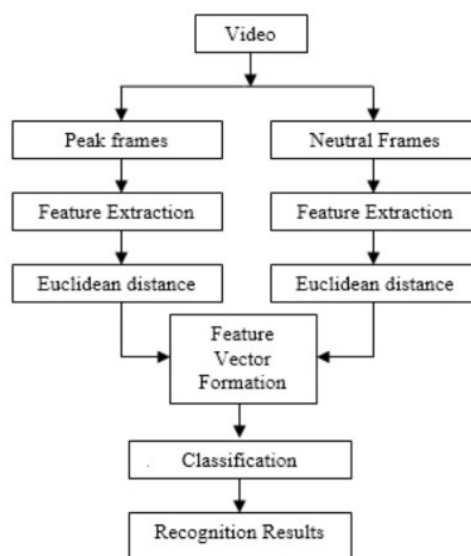 Video
Peak frames
Neutral Frames
Feature Extraction
Feature Extraction
Euclidean distance
Euclidean distance
Feature
Vector
Formation
Classification
Recognition Results